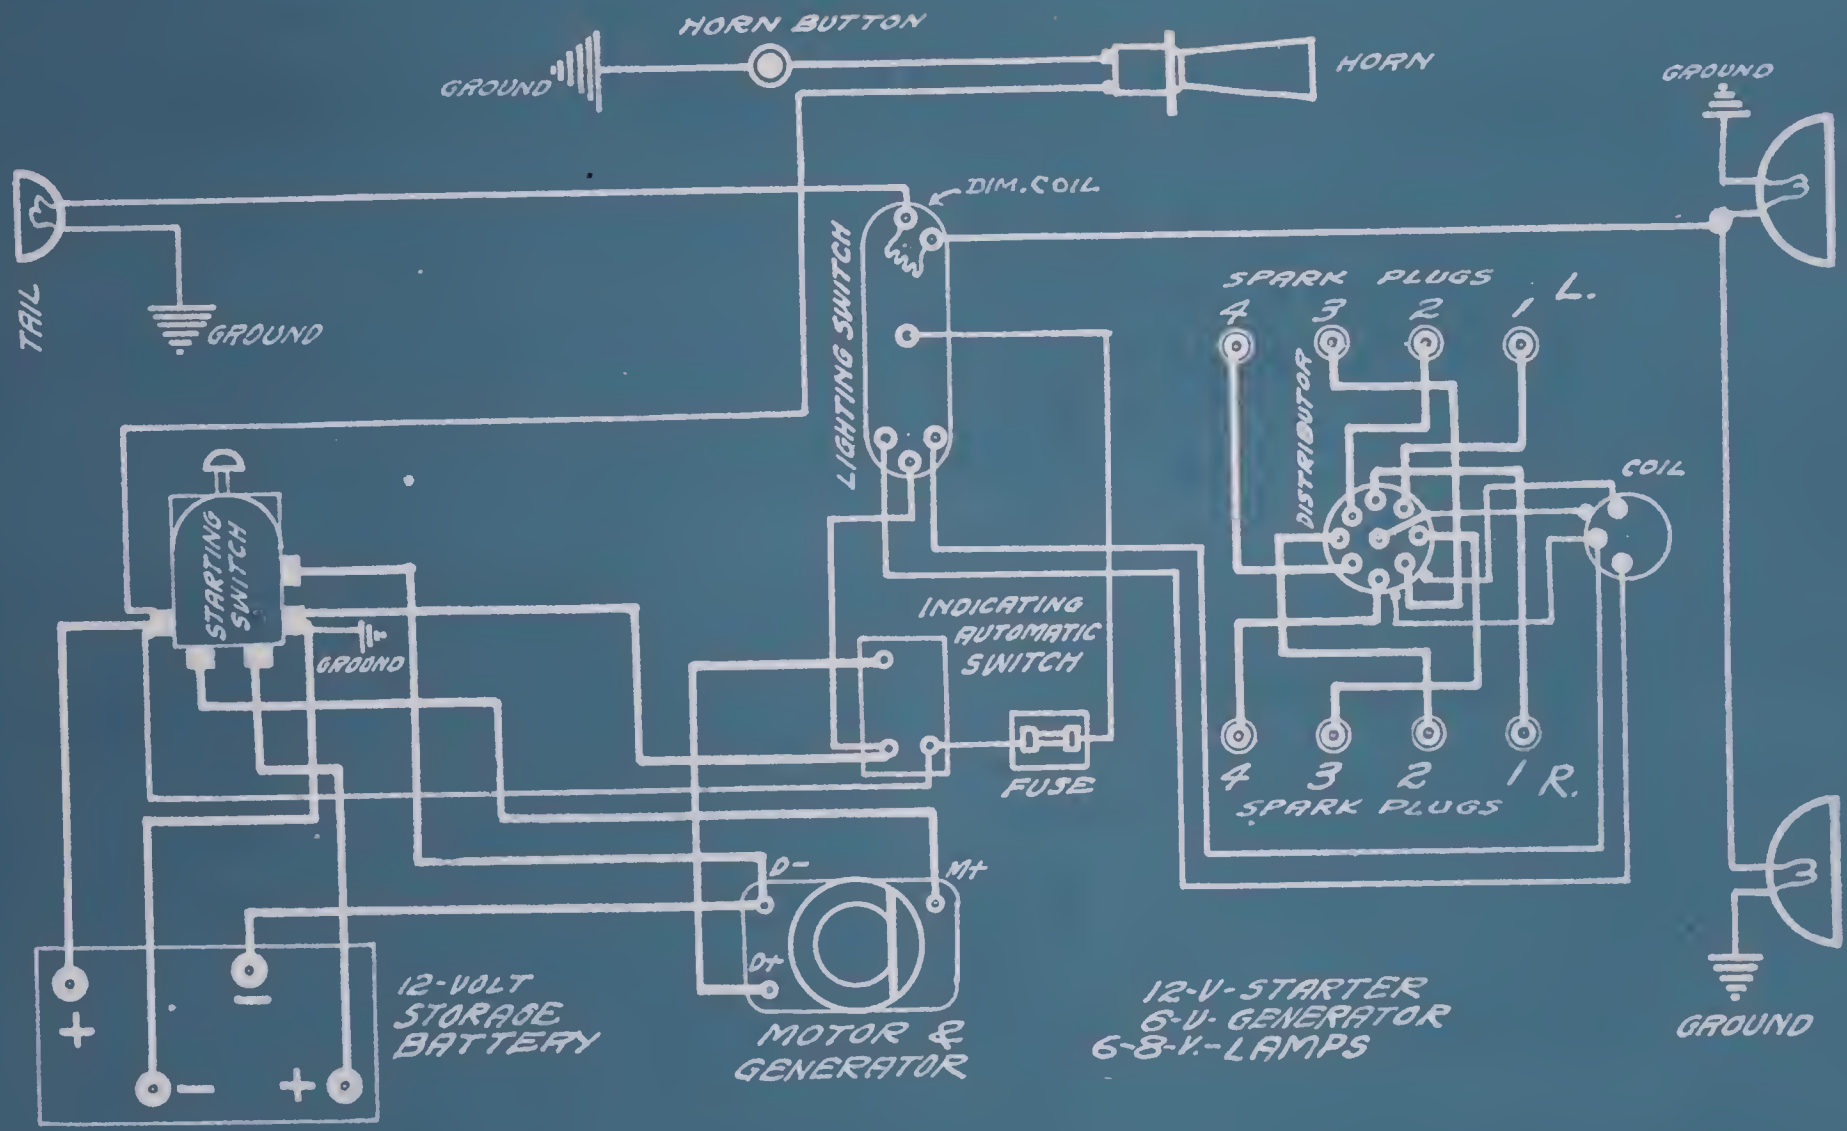 HORN BUTTON
GROUND
HORN
GROUND
DIM. COIL
TAIL
GROUND
LIGHTING SWITCH
SPARK PLUGS
4 3 2 1 L.
DISTRIBUTOR
COIL
STARTING
SWITCH
GROUND
INDICATING
AUTOMATIC
SWITCH
FUSE
4 3 2 1 R.
SPARK PLUGS
D-
M+
D+
+
-
-
+
12-VOLT
STORAGE
BATTERY
MOTOR &
GENERATOR
12-V-STARTER
6-V-GENERATOR
6-8-V.-LAMPS
GROUND